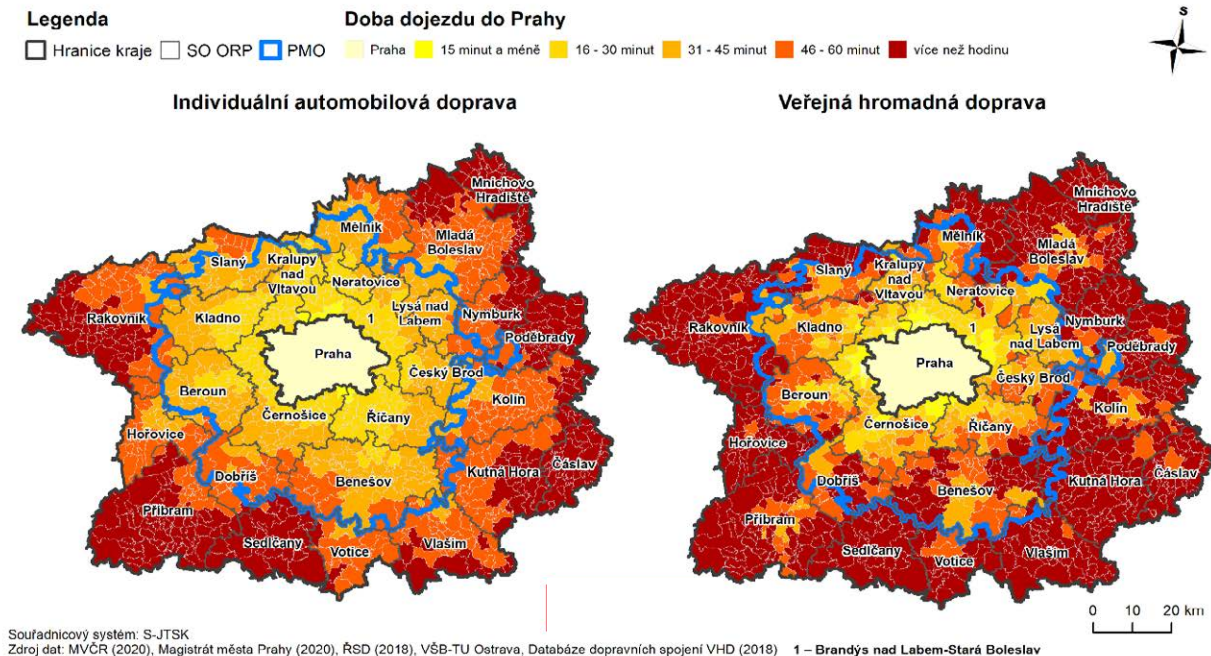 Legenda
Hranice kraje SO ORP PMO
Doba dojezdu do Prahy
Praha 15 minut a méně 16 - 30 minut 31 - 45 minut 46 - 60 minut více než hodinu
S
Individuální automobilová doprava
Mnichovo
Hradiště
Mělník
Mladá
Boleslav
Slaný
Kralupy
nad
Vltavou
Neratovice
Rakovník
Kladno
1
Lysá nad
Labem
Nymburk
Poděbrady
Praha
Beroun
Český Brod
Kolín
Černošice
Říčany
Hořovice
Dobříš
Benešov
Kutná Hora
Čáslav
Příbram
Sedlčany
Votice
Vlašim
Veřejná hromadná doprava
Mnichovo
Hradiště
Mělník
Mladá
Boleslav
Slaný
Kralupy
nad
Vltavou
Neratovice
Rakovník
Kladno
1
Lysá
nad Labem
Nymburk
Poděbrady
Praha
Beroun
Český Brod
Kolín
Černošice
Říčany
Hořovice
Dobříš
Benešov
Kutná Hora
Čáslav
Příbram
Sedlčany
Votice
Vlašim
0 10 20 km
Souřadnicový systém: S-JTSK
Zdroj dat: MVČR (2020), Magistrát města Prahy (2020), ŘSD (2018), VŠB-TU Ostrava, Databáze dopravních spojení VHD (2018) 1 – Brandýs nad Labem-Stará Boleslav